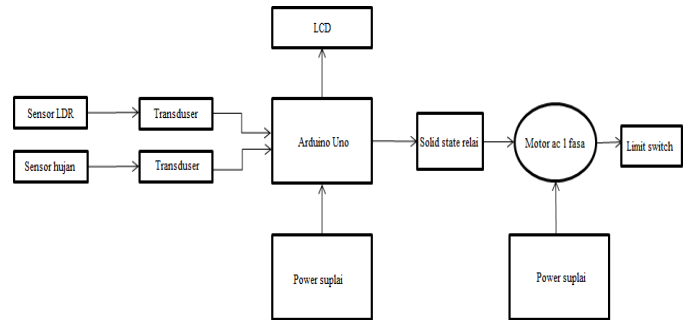 LCD
Sensor LDR
Transduser
Arduino Uno
Solid state relai
Motor ac 1 fasa
Limit switch
Sensor hujan
Transduser
Power suplai
Power suplai